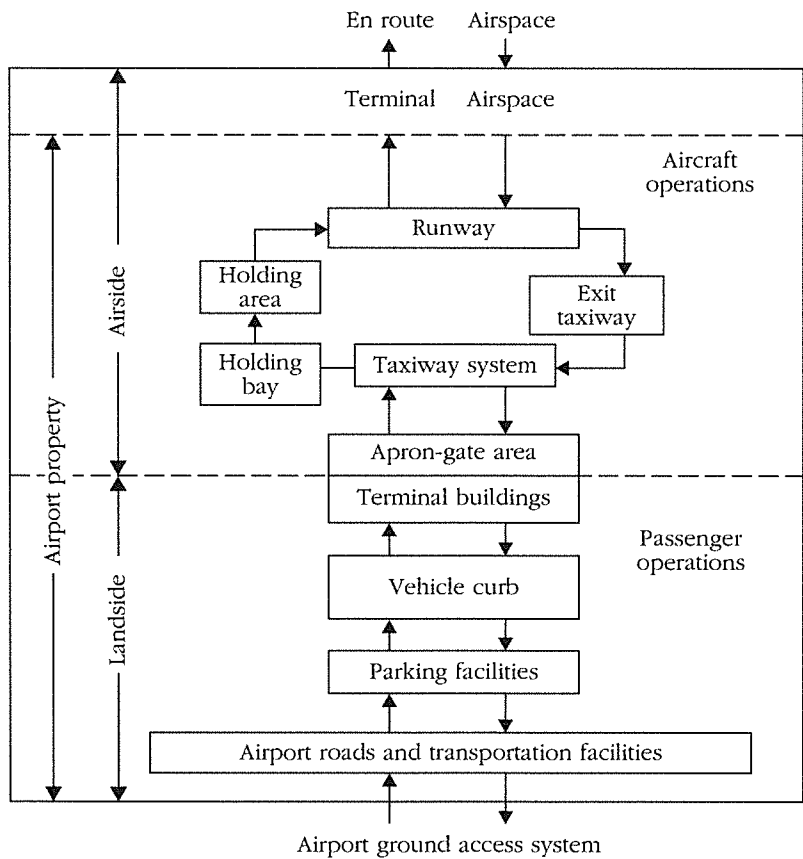 En route Airspace
Terminal Airspace
Aircraft
operations
Runway
Holding
area
Exit
taxiway
Airside
Holding
bay
Taxiway system
Apron-gate area
Airport property
Terminal buildings
Passenger
operations
Vehicle curb
Landside
Parking facilities
Airport roads and transportation facilities
Airport ground access system